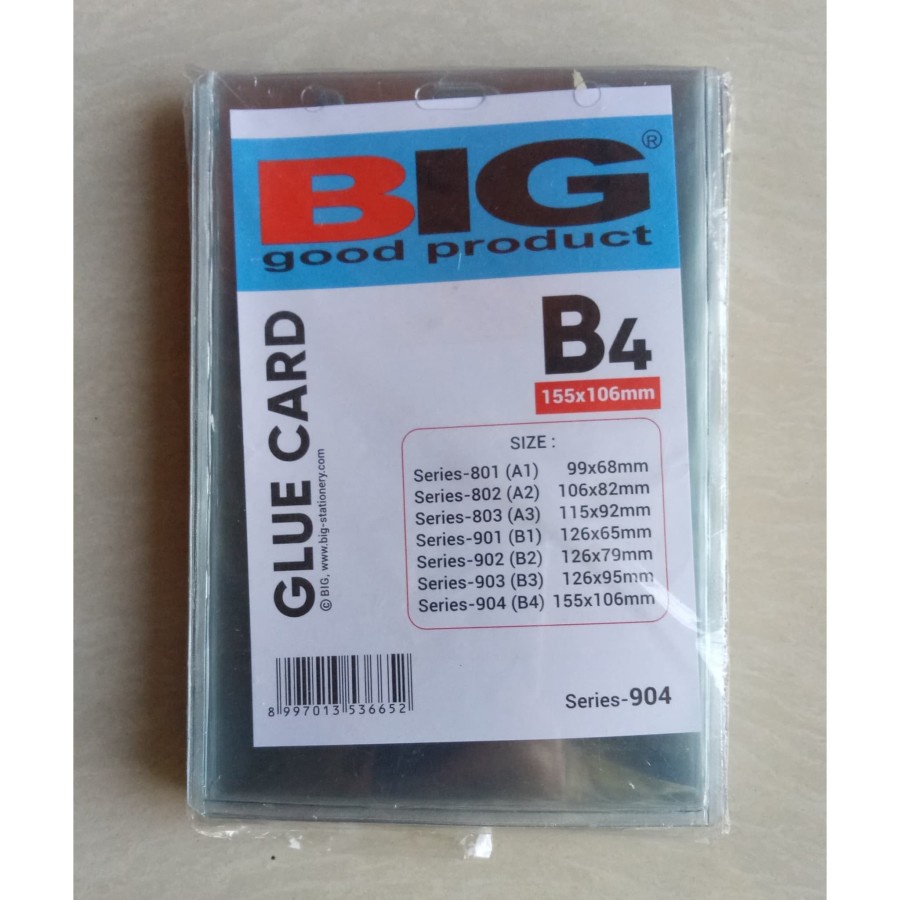 BIG®
good product
GLUE CARD
© BIG, www.big-stationery.com
B4
155x106mm
SIZE :
Series-801 (A1) 99x68mm
Series-802 (A2) 106x82mm
Series-803 (A3) 115x92mm
Series-901 (B1) 126x65mm
Series-902 (B2) 126x79mm
Series-903 (B3) 126x95mm
Series-904 (B4) 155x106mm
8 997013 536652
Series-904